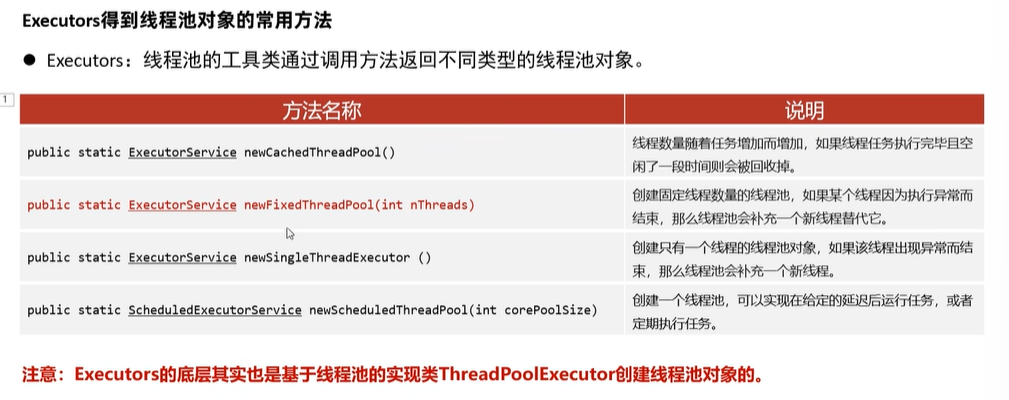 Executors得到线程池对象的常用方法
● Executors：线程池的工具类通过调用方法返回不同类型的线程池对象。
1
方法名称 说明
public static ExecutorService newCachedThreadPool() 线程数量随着任务增加而增加，如果线程任务执行完毕且空
闲了一段时间则会被回收掉。
public static ExecutorService newFixedThreadPool(int nThreads) 创建固定线程数量的线程池，如果某个线程因为执行异常而
结束，那么线程池会补充一个新线程替代它。
public static ExecutorService newSingleThreadExecutor () 创建只有一个线程的线程池对象，如果该线程出现异常而结
束，那么线程池会补充一个新线程。
public static ScheduledExecutorService newScheduledThreadPool(int corePoolSize) 创建一个线程池，可以实现在给定的延迟后运行任务，或者
定期执行任务。
注意：Executors的底层其实也是基于线程池的实现类ThreadPoolExecutor创建线程池对象的。